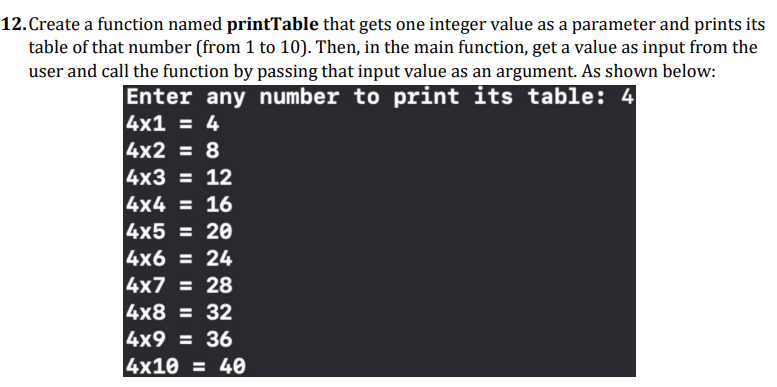 12. Create a function named printTable that gets one integer value as a parameter and prints its
table of that number (from 1 to 10). Then, in the main function, get a value as input from the
user and call the function by passing that input value as an argument. As shown below:
Enter any number to print its table: 4
4x1 = 4
4x2 = 8
4x3 = 12
4x4 = 16
4x5 = 20
4x6 = 24
4x7 = 28
4x8 = 32
4x9 = 36
4x10 = 40